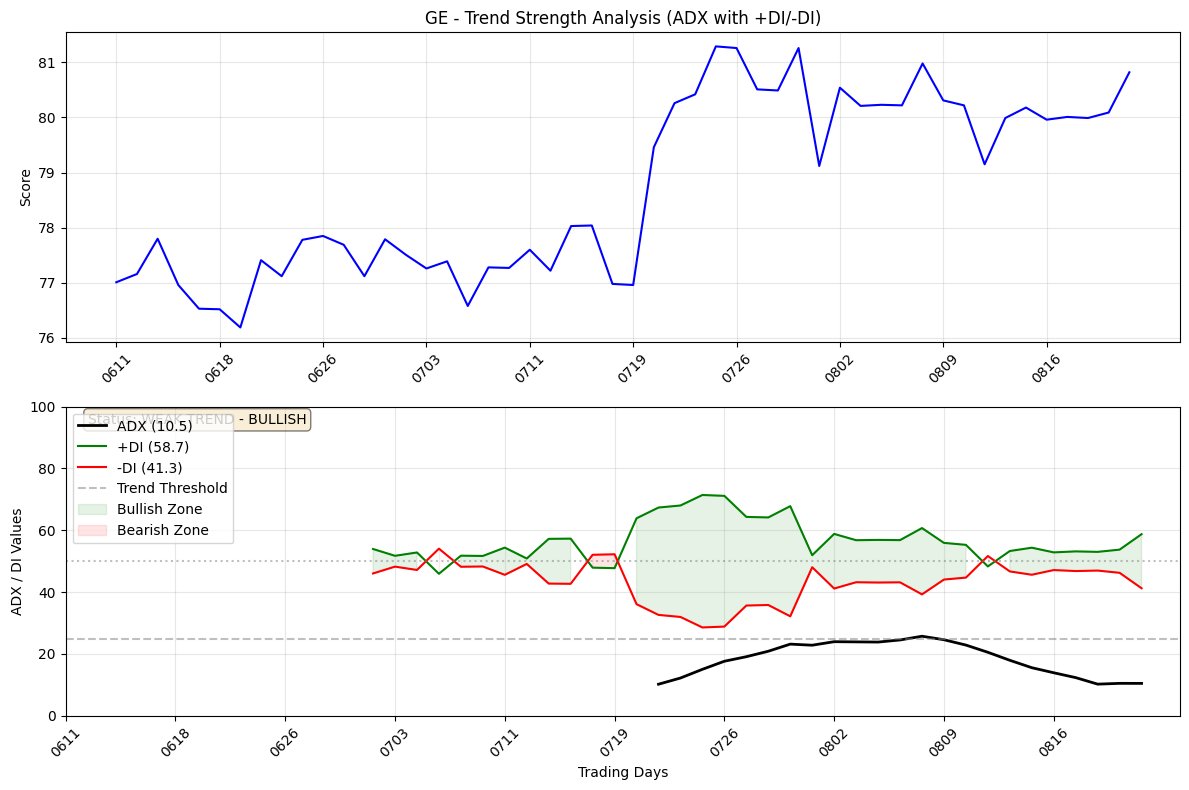 GE - Trend Strength Analysis (ADX with +DI/-DI)
Score
81
80
79
78
77
76
0611
0618
0626
0703
0711
0719
0726
0802
0809
0816
ADX / DI Values
100
80
60
40
20
0
Status: WEAK TREND - BULLISH
ADX (10.5)
+DI (58.7)
-DI (41.3)
Trend Threshold
Bullish Zone
Bearish Zone
0611
0618
0626
0703
0711
0719
0726
0802
0809
0816
Trading Days